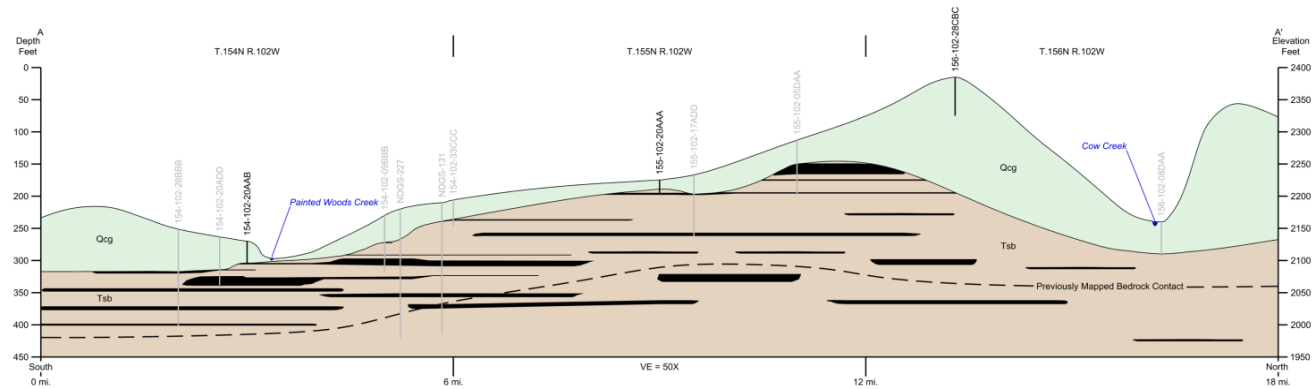 A
Depth
Feet
T.154N R.102W
T.155N R.102W
T.156N R.102W
A'
Elevation
Feet
0
50
100
150
200
250
300
350
400
450
2400
2350
2300
2250
2200
2150
2100
2050
2000
1950
154-102-28BBB
154-102-20ADD
154-102-20AAB
Painted Woods Creek
154-102-09BBB
NDGS-227
NDGS-131
154-102-33CCC
155-102-20AAA
155-102-17ADD
155-102-05DAA
156-102-28CBC
Cow Creek
156-102-08DAA
Qcg
Qcg
Tsb
Tsb
Previously Mapped Bedrock Contact
South
0 mi.
6 mi.
VE = 50X
12 mi.
North
18 mi.